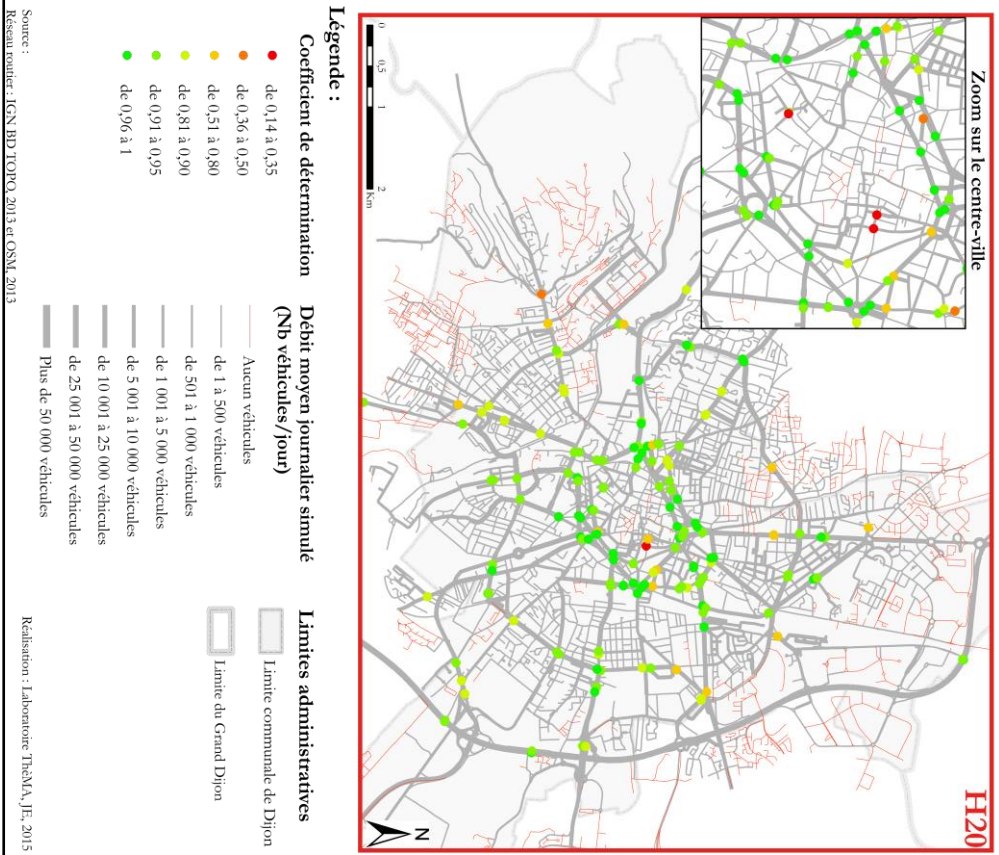 H20
Zoom sur le centre-ville
0 0,5 1 2
Km
N
Légende :
Coefficient de détermination
de 0,14 à 0,35
de 0,36 à 0,50
de 0,51 à 0,80
de 0,81 à 0,90
de 0,91 à 0,95
de 0,96 à 1
Débit moyen journalier simulé
(Nb véhicules/jour)
Aucun véhicules
de 1 à 500 véhicules
de 501 à 1 000 véhicules
de 1 001 à 5 000 véhicules
de 5 001 à 10 000 véhicules
de 10 001 à 25 000 véhicules
de 25 001 à 50 000 véhicules
Plus de 50 000 véhicules
Limites administratives
Limite communale de Dijon
Limite du Grand Dijon
Source :
Réseau routier : IGN BD TOPO, 2013 et OSM, 2013
Réalisation : Laboratoire ThéMA, JE, 2015